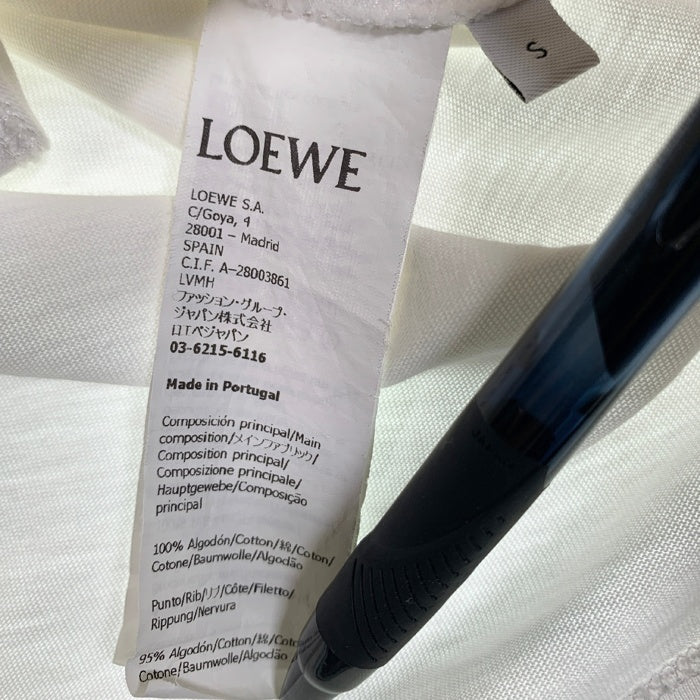 S
LOEWE
LOEWE S.A.
C/Goya, 4
28001 – Madrid
SPAIN
C.I.F. A-28003861
LVMH
ファッション・グループ・
ジャパン株式会社
ロエベジャパン
03-6215-6116
Made in Portugal
Composición principal/Main
composition/メインファブリック/
Composition principal/
Composizione principale/
Hauptgewebe/Composição
principal
100% Algodón/Cotton/綿/Coton/
Cotone/Baumwolle/Algodão
Punto/Rib/リブ/Côte/Filetto/
Rippung/Nervura
95% Algodón/Cotton/綿/
Cotone/Baumwolle/Algodão